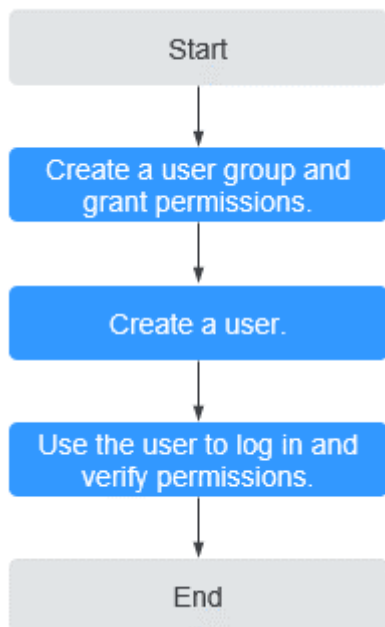 Start
Create a user group and
grant permissions.
Create a user.
Use the user to log in and
verify permissions.
End